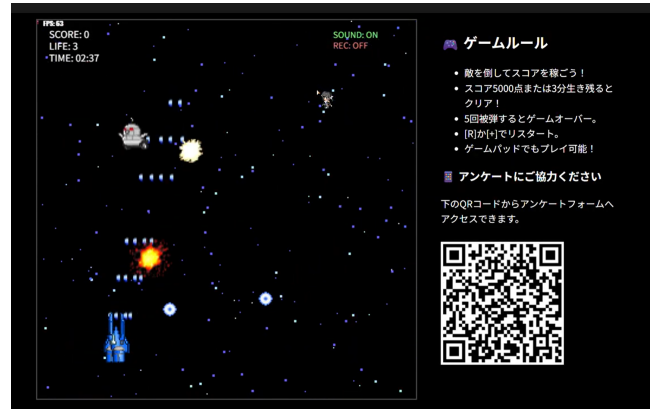 FPS: 63
SCORE: 0
LIFE: 3
TIME: 02:37
SOUND: ON
REC: OFF
ゲームルール
敵を倒してスコアを稼ごう！
スコア5000点または3分生き残ると
クリア！
5回被弾するとゲームオーバー。
[R]か[+]でリスタート。
ゲームパッドでもプレイ可能！
アンケートにご協力ください
下のQRコードからアンケートフォームへ
アクセスできます。